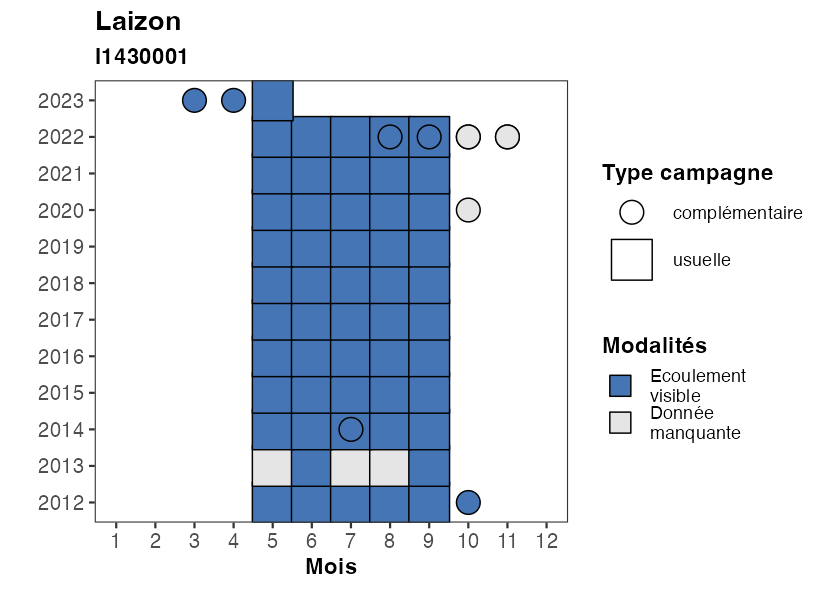 Laizon
I1430001
2023
2022
2021
2020
2019
2018
2017
2016
2015
2014
2013
2012
1 2 3 4 5 6 7 8 9 10 11 12
Mois
Type campagne
complémentaire
usuelle
Modalités
Ecoulement
visible
Donnée
manquante